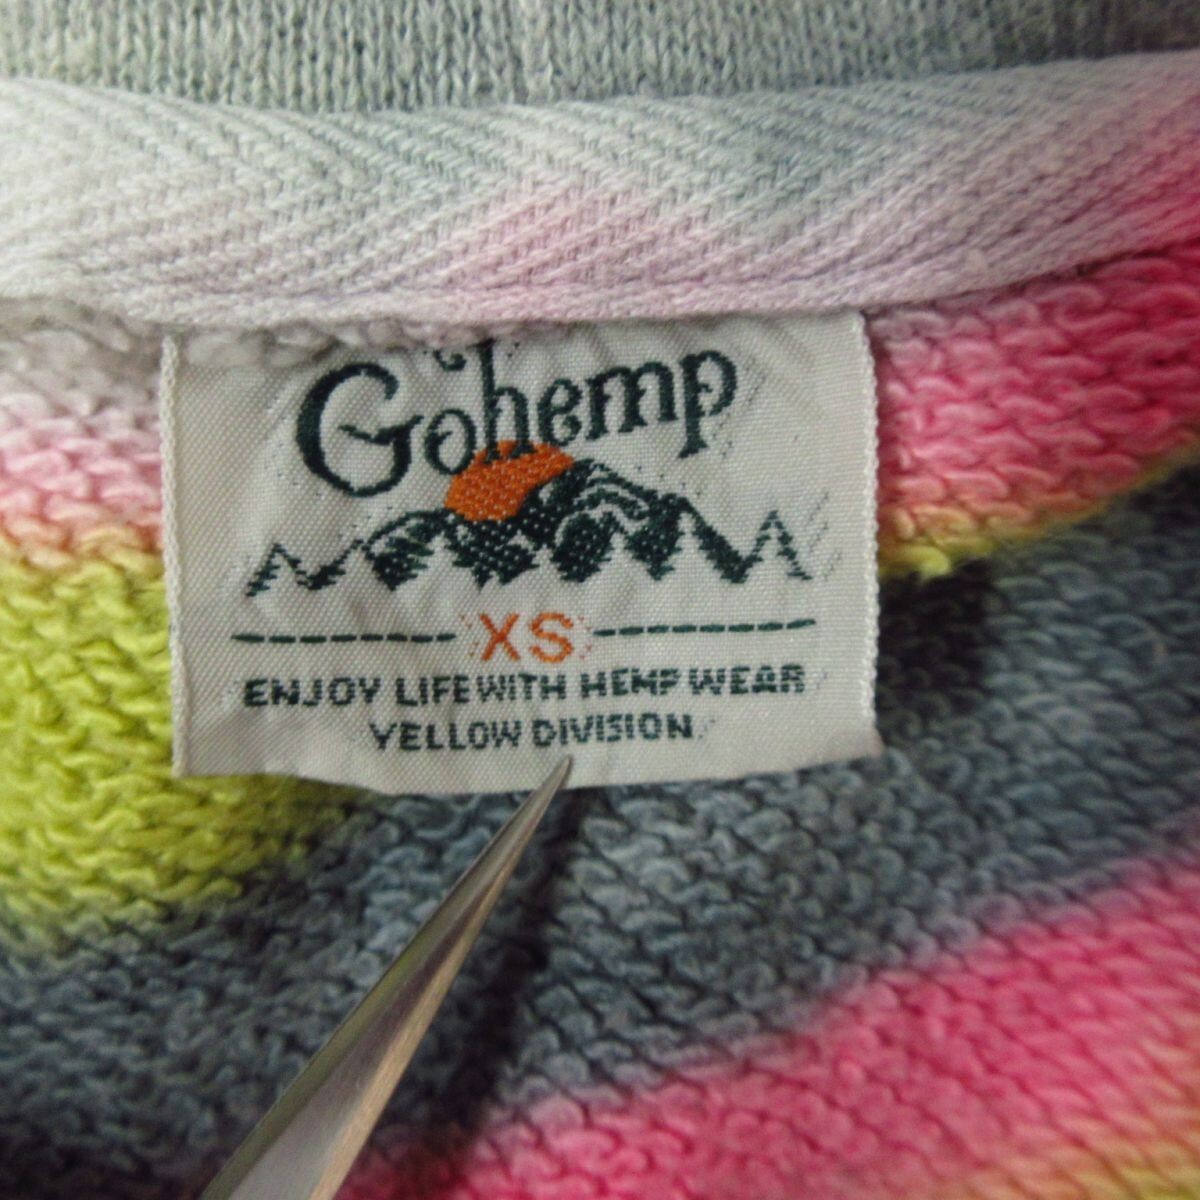 Gohemp
XS
ENJOY LIFE WITH HEMP WEAR
YELLOW DIVISION